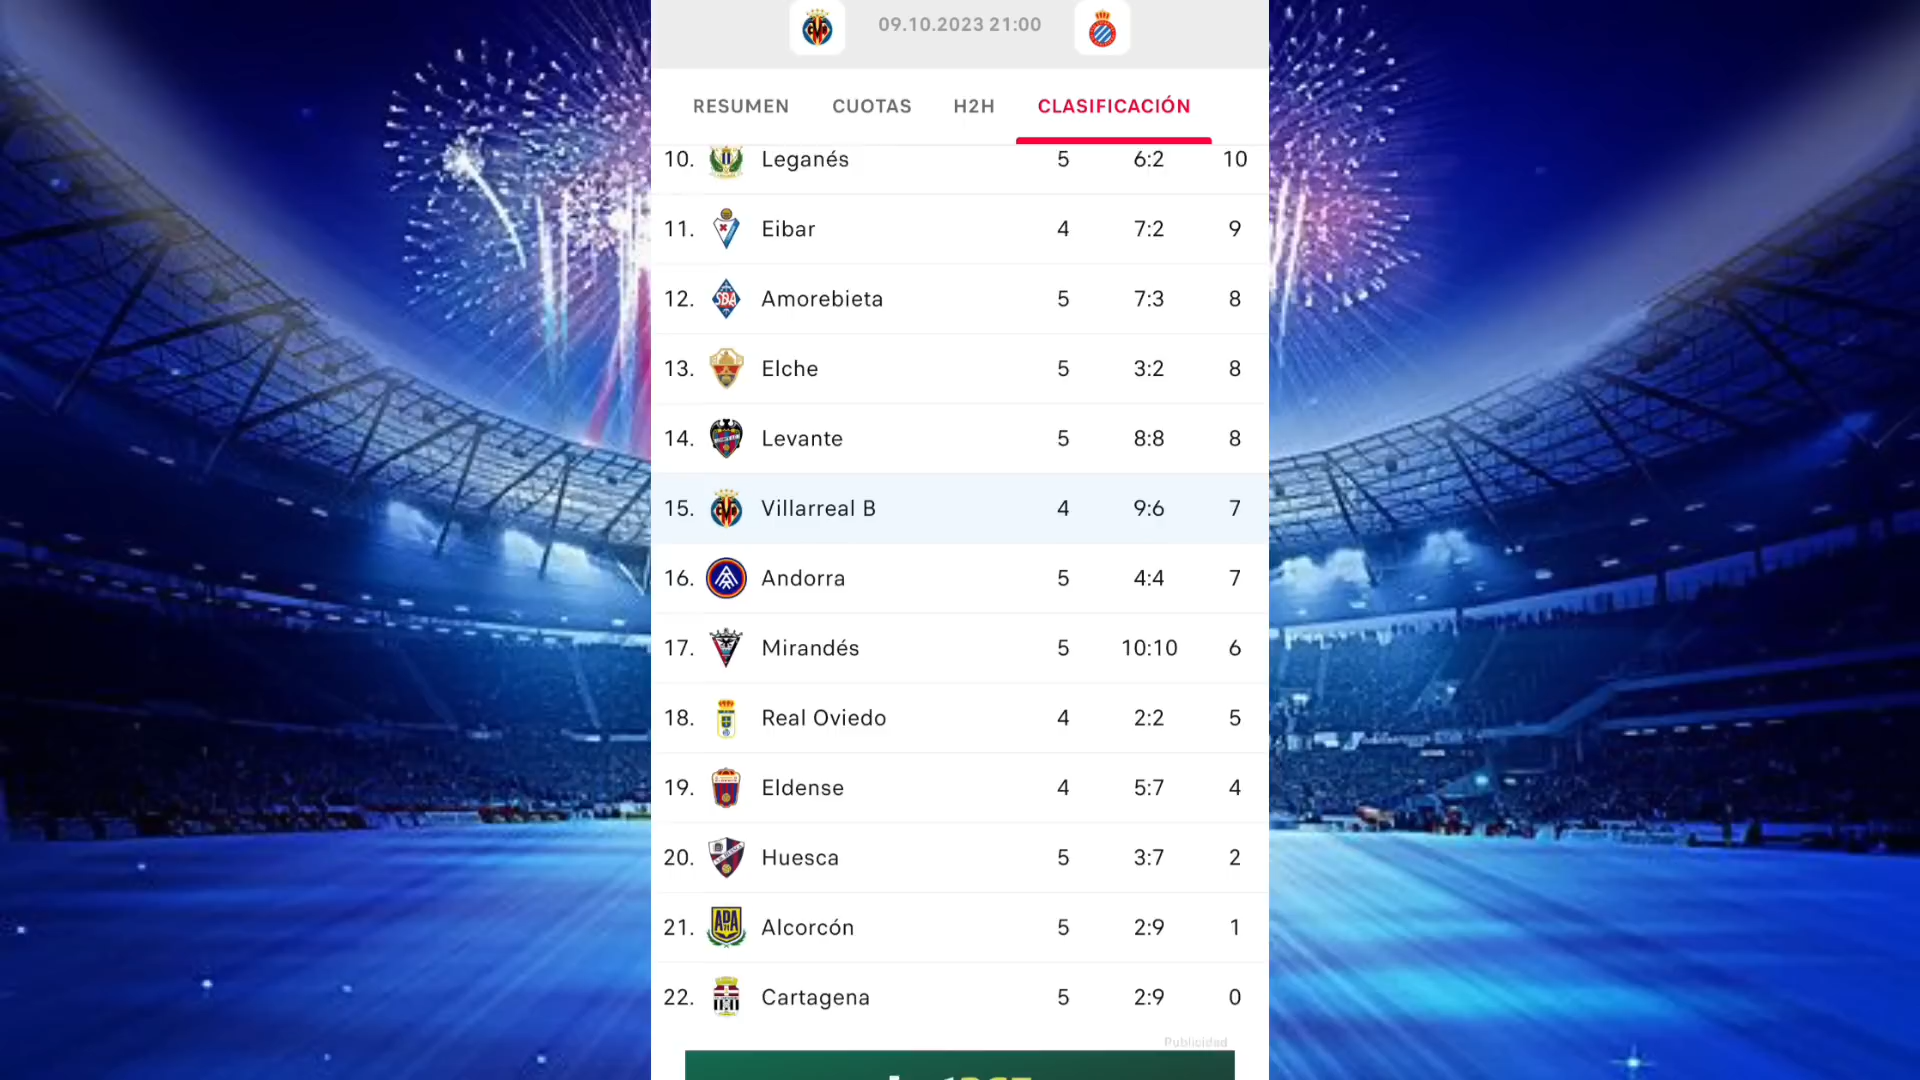 09.10.2023 21:00
RESUMEN CUOTAS H2H CLASIFICACIÓN
10. Leganés 5 6:2 10
11. Eibar 4 7:2 9
12. Amorebieta 5 7:3 8
13. Elche 5 3:2 8
14. Levante 5 8:8 8
15. Villarreal B 4 9:6 7
16. Andorra 5 4:4 7
17. Mirandés 5 10:10 6
18. Real Oviedo 4 2:2 5
19. Eldense 4 5:7 4
20. Huesca 5 3:7 2
21. Alcorcón 5 2:9 1
22. Cartagena 5 2:9 0
Publicidad